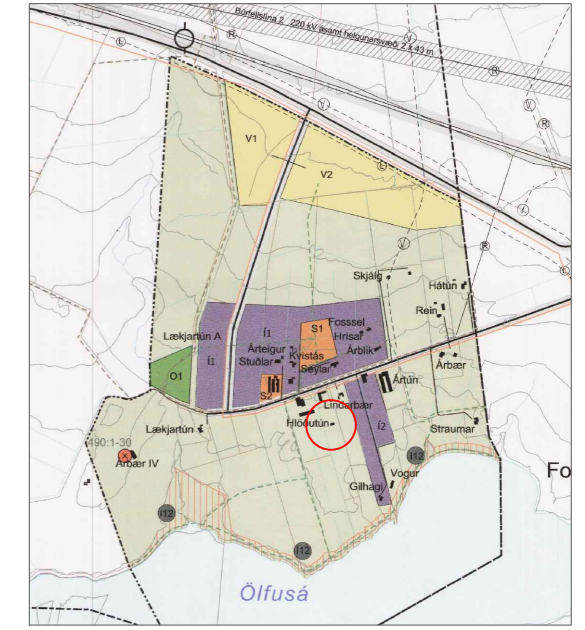 Búrfellslína 2 220 kV ásamt helgunarsvæði 2 x 43 m
R
V
L
R
R
V
V1
V2
L
V
V
R
Skjálg
Hátún
L
Rein
Lækjartún A
Í1
S1
Fosssel
Hrísar
Árteigur
Í1
Kvistás
Árblik
Stuðlar
Seylar
Árbær
O1
S2
Ártún
Lindarbær
Lækjartún
Hlöðutún
Í2
Straumar
490:1-30
Árbær IV
I12
Fo
Vogur
Gilhagi
I12
I12
Ölfusá